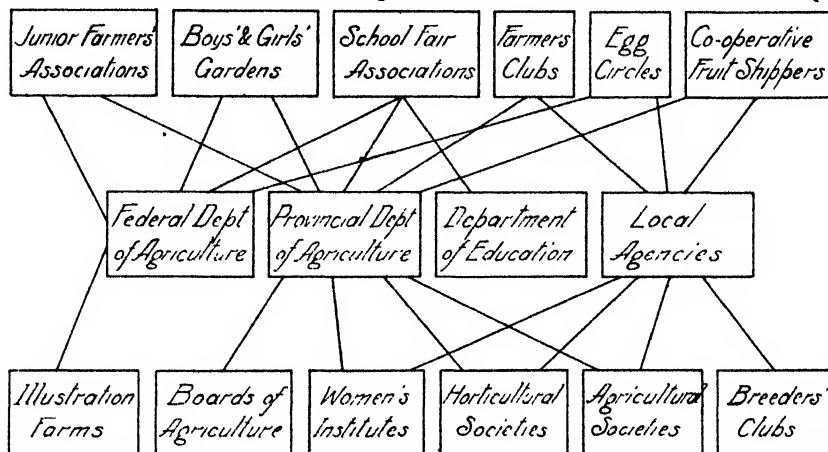 Junior Farmers'
Associations
Boys' & Girls'
Gardens
School Fair
Associations
Farmers
Clubs
Egg
Circles
Co-operative
Fruit Shippers
Federal Dept
of Agriculture
Provincial Dept
of Agriculture
Department
of Education
Local
Agencies
Illustration
Farms
Boards of
Agriculture
Women's
Institutes
Horticultural
Societies
Agricultural
Societies
Breeders'
Clubs